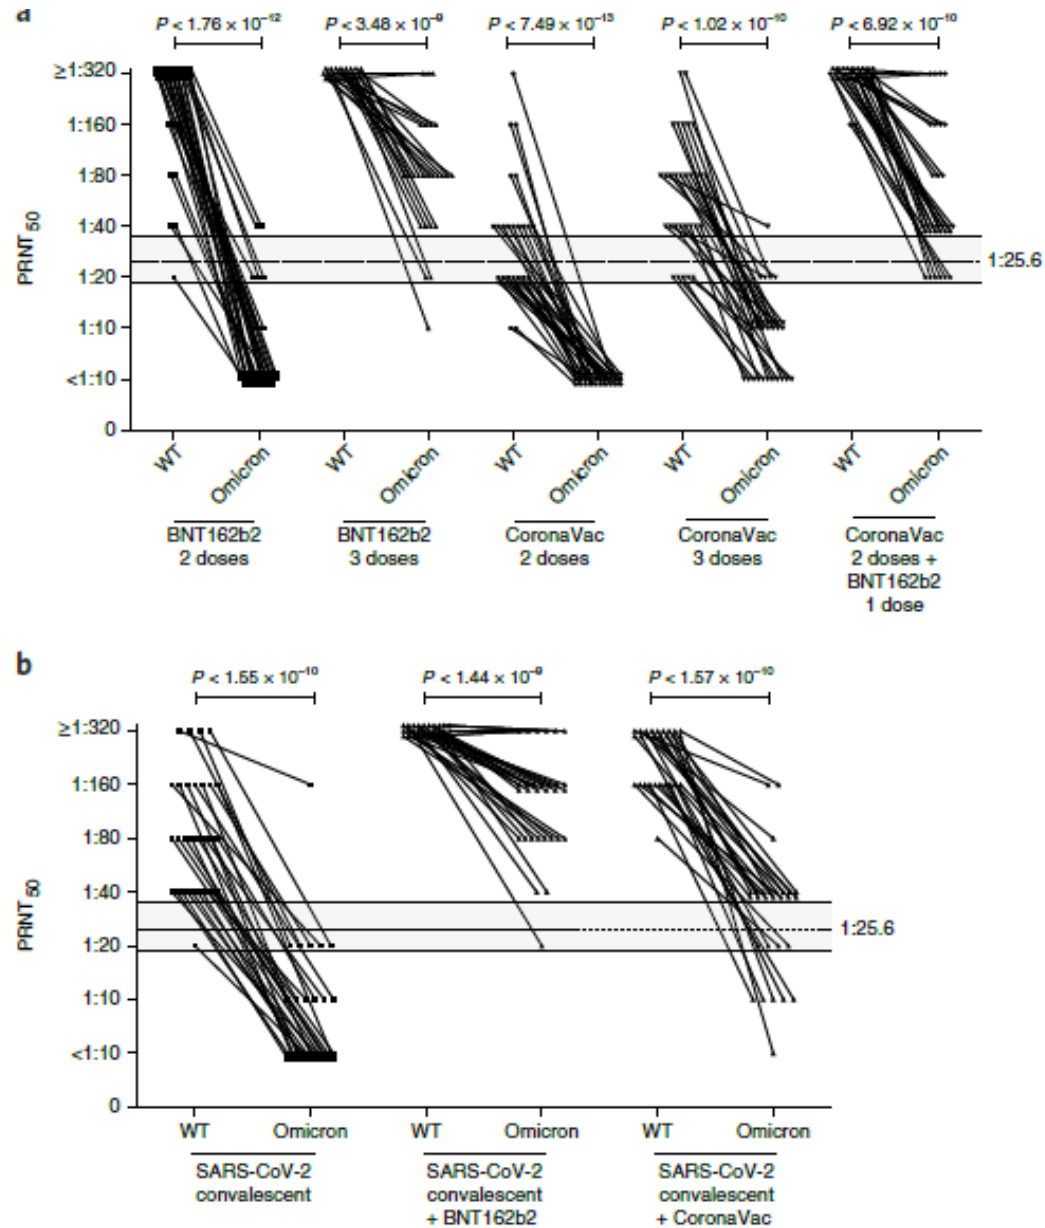 a
P < 1.76 × 10⁻¹² P < 3.48 × 10⁻⁹ P < 7.49 × 10⁻¹³ P < 1.02 × 10⁻¹⁰ P < 6.92 × 10⁻¹⁰
PRNT₅₀
≥1:320
1:160
1:80
1:40
1:20
1:10
<1:10
0
1:25.6
WT Omicron WT Omicron WT Omicron WT Omicron WT Omicron
BNT162b2 BNT162b2 CoronaVac CoronaVac CoronaVac
2 doses 3 doses 2 doses 3 doses 2 doses +
BNT162b2
1 dose
b
P < 1.55 × 10⁻¹⁰ P < 1.44 × 10⁻⁹ P < 1.57 × 10⁻¹⁰
PRNT₅₀
≥1:320
1:160
1:80
1:40
1:20
1:10
<1:10
0
1:25.6
WT Omicron WT Omicron WT Omicron
SARS-CoV-2 SARS-CoV-2 SARS-CoV-2
convalescent convalescent convalescent
+ BNT162b2 + CoronaVac